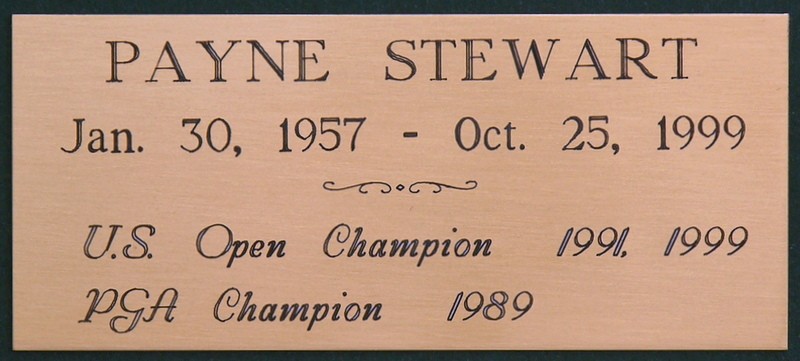 PAYNE STEWART
Jan. 30, 1957 - Oct. 25, 1999
U.S. Open Champion 1991, 1999
PGA Champion 1989